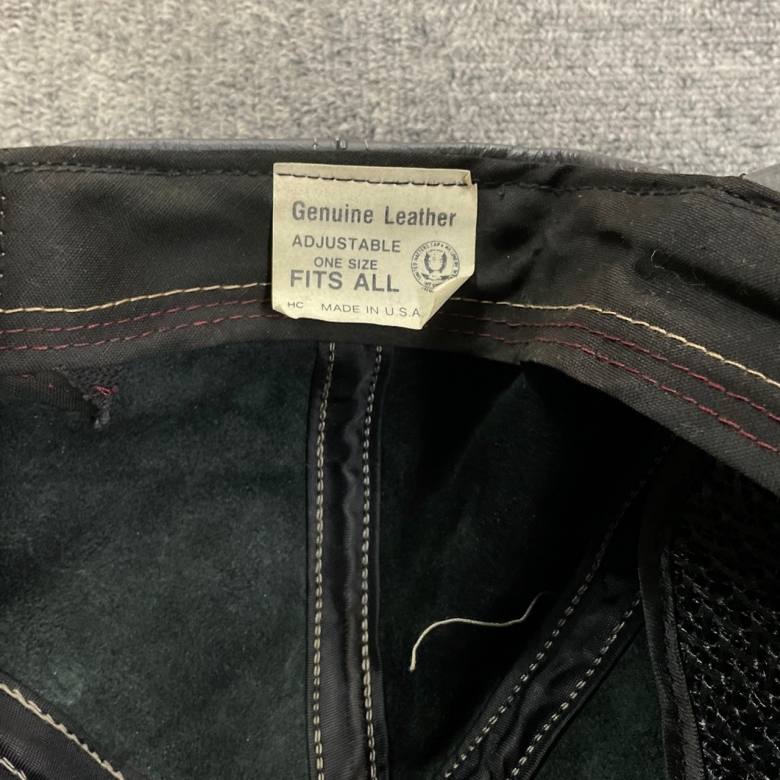 Genuine Leather
ADJUSTABLE
ONE SIZE
FITS ALL
HC MADE IN U.S.A